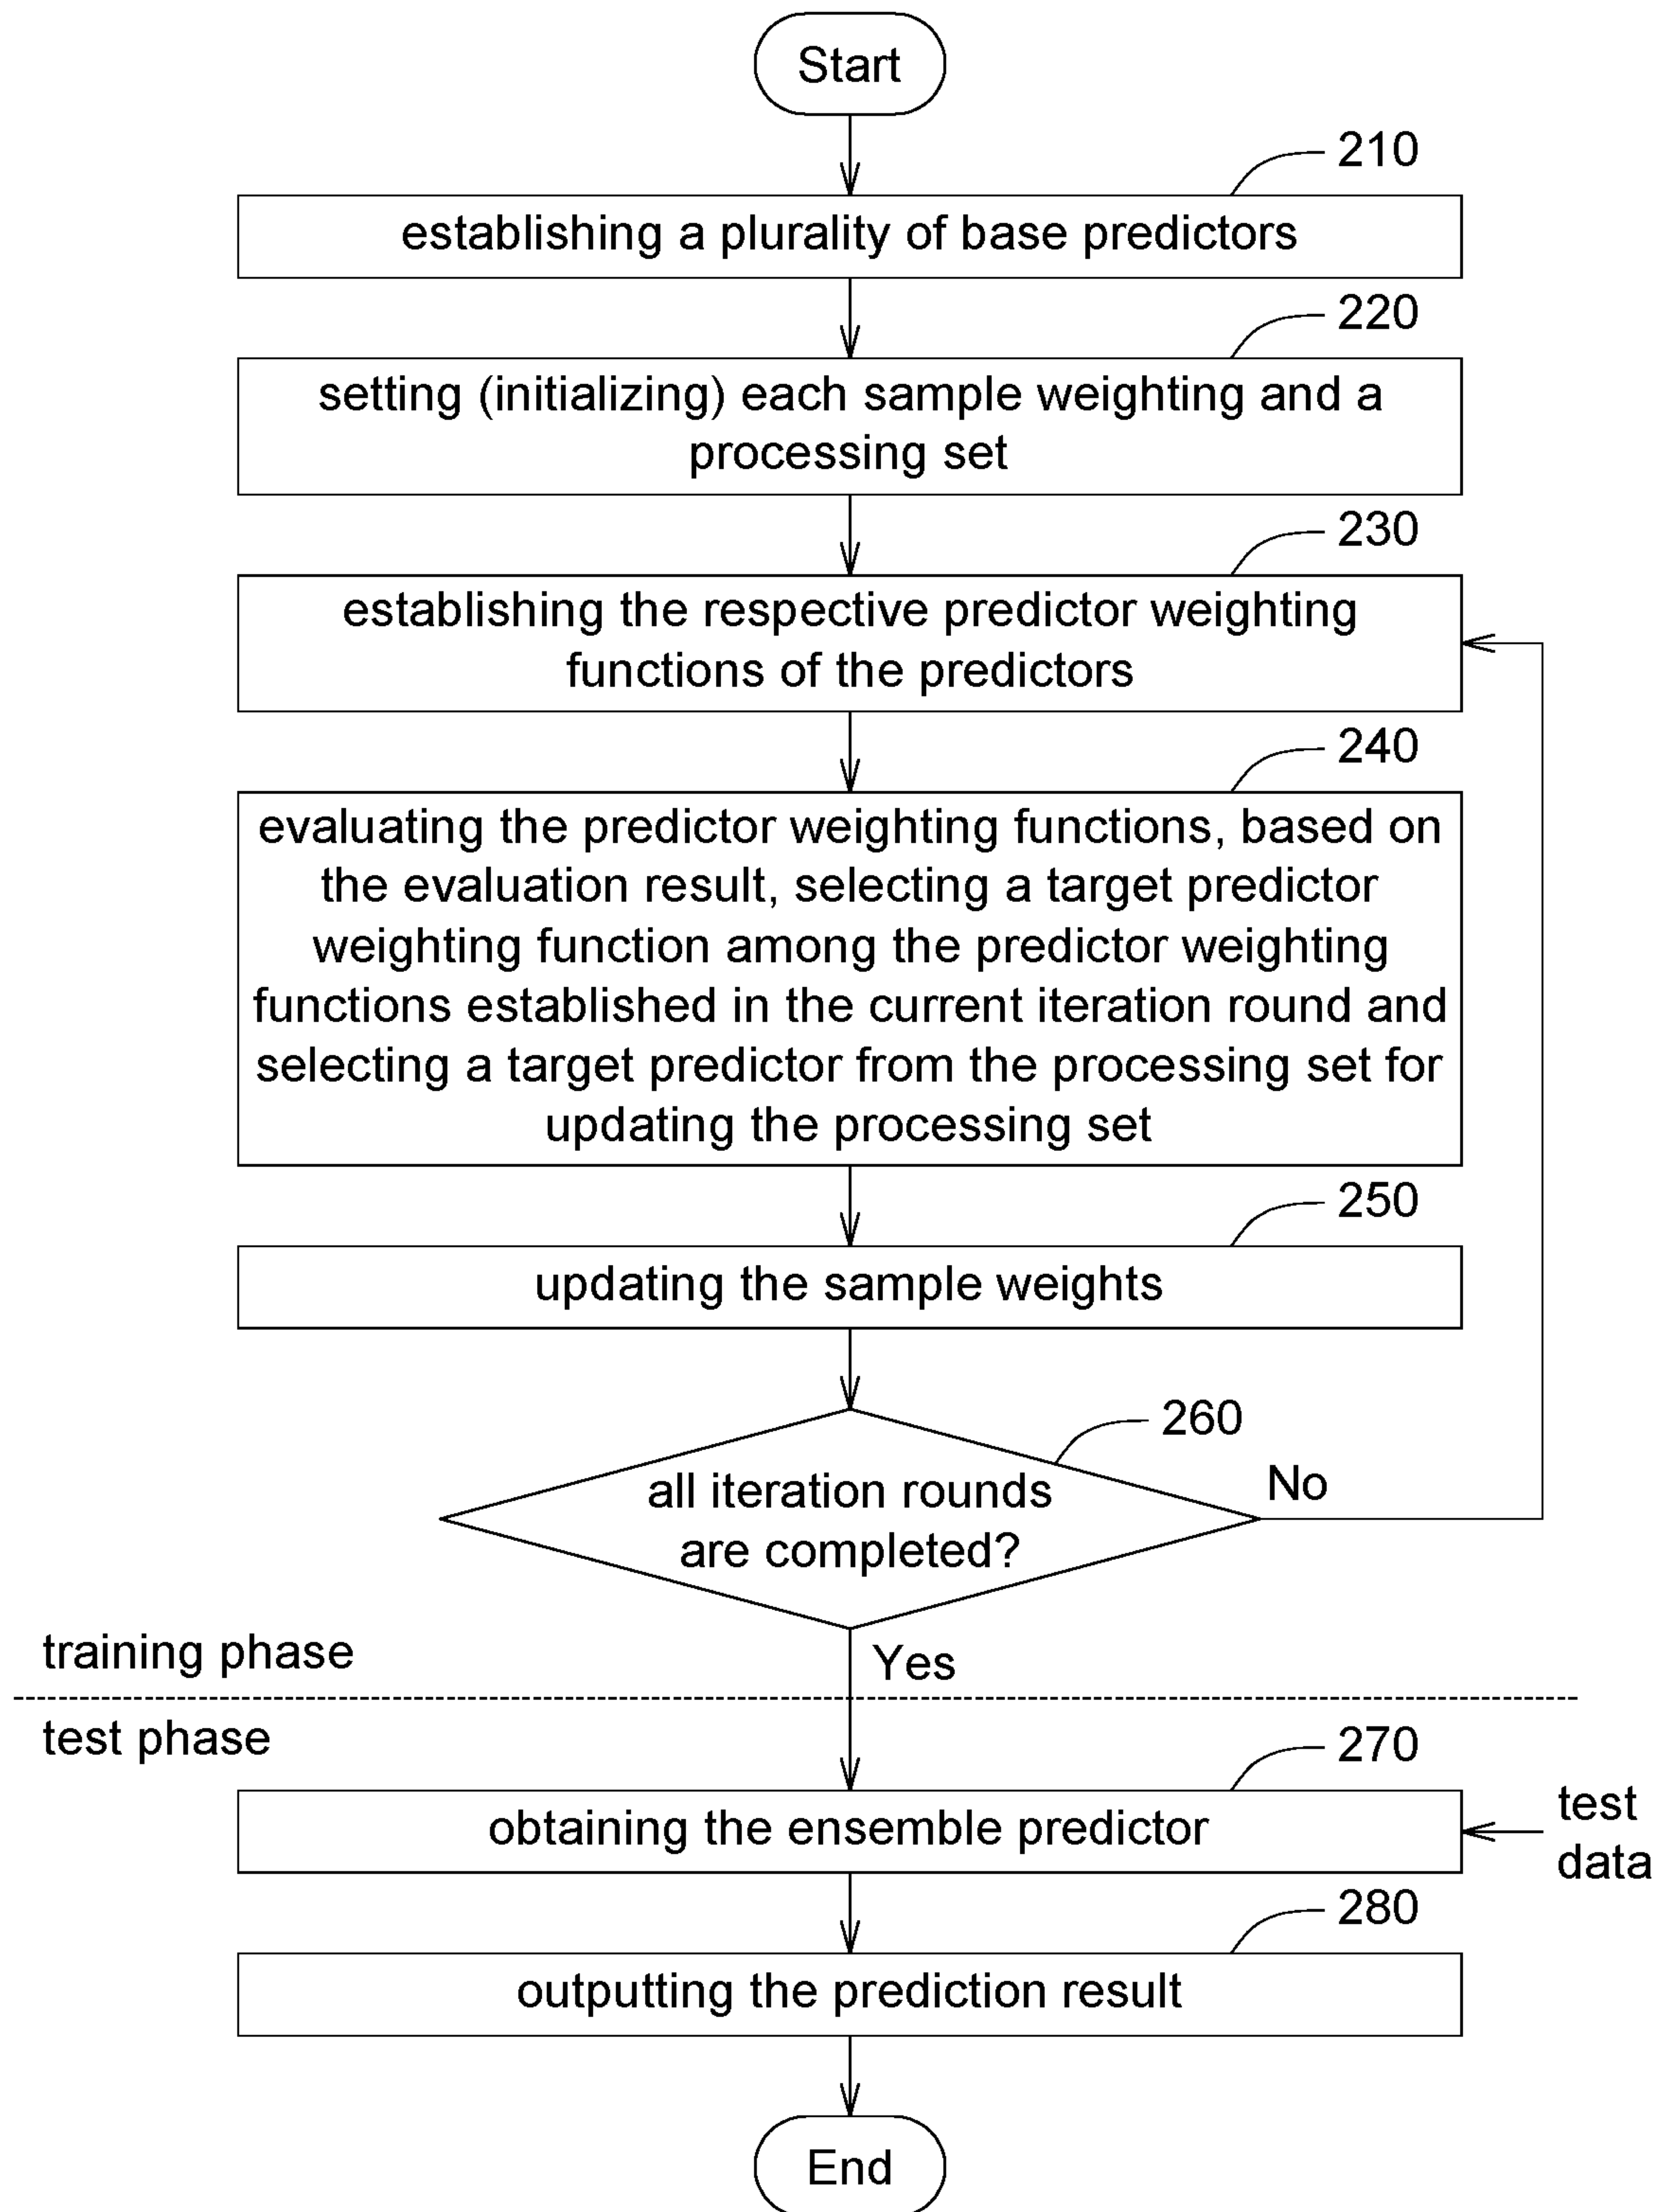 Start
210
establishing a plurality of base predictors
220
setting (initializing) each sample weighting and a
processing set
230
establishing the respective predictor weighting
functions of the predictors
240
evaluating the predictor weighting functions, based on
the evaluation result, selecting a target predictor
weighting function among the predictor weighting
functions established in the current iteration round and
selecting a target predictor from the processing set for
updating the processing set
250
updating the sample weights
260
all iteration rounds
are completed?
No
training phase
Yes
test phase
270
obtaining the ensemble predictor
test
data
280
outputting the prediction result
End